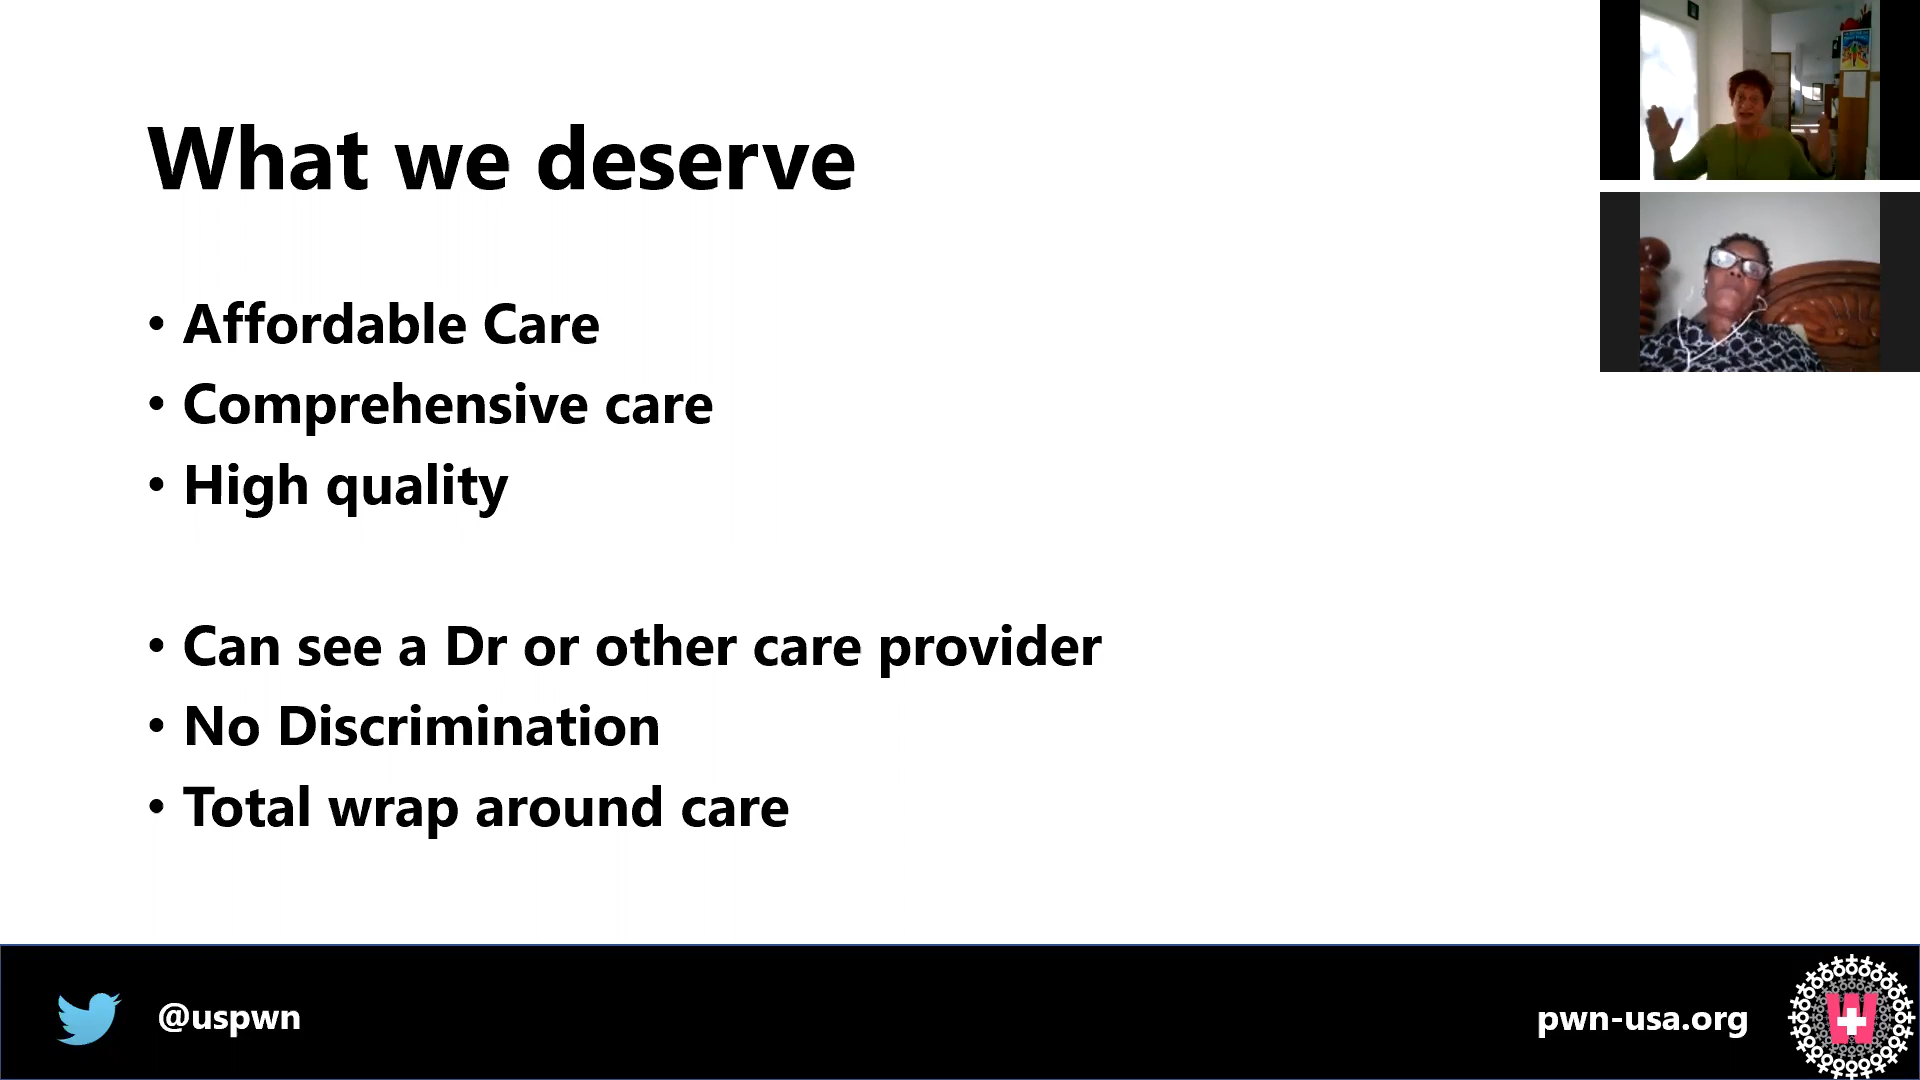 What we deserve
• Affordable Care
• Comprehensive care
• High quality
• Can see a Dr or other care provider
• No Discrimination
• Total wrap around care
@uspwn
pwn-usa.org
W